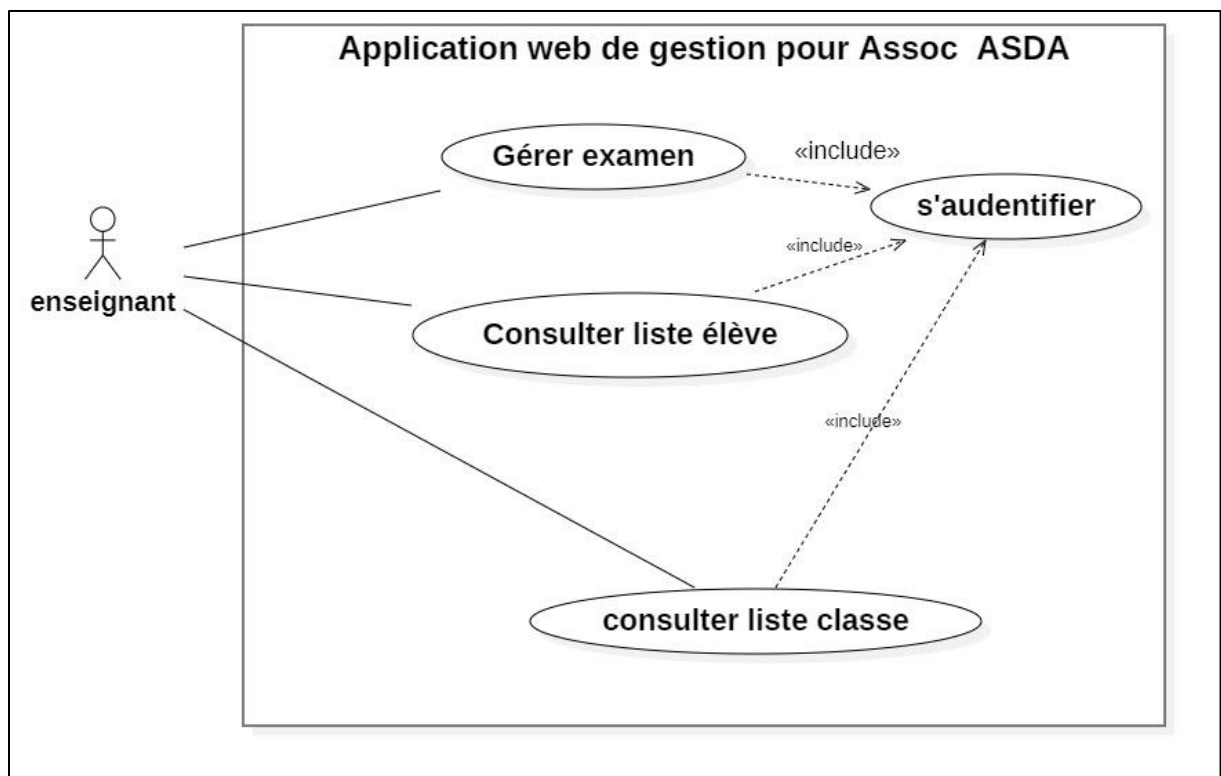 Application web de gestion pour Assoc ASDA
Gérer examen
«include»
s'audentifier
«include»
enseignant
Consulter liste élève
«include»
consulter liste classe